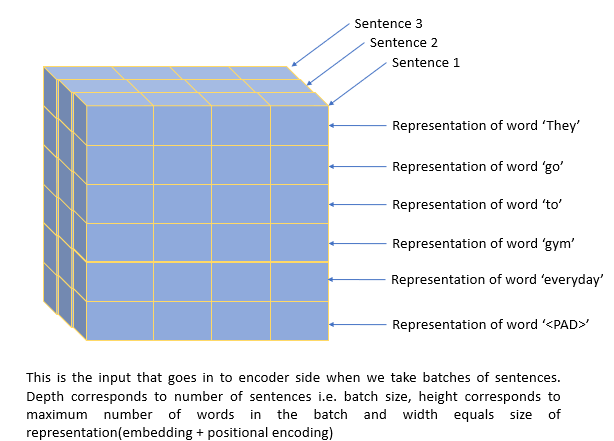 Sentence 3
Sentence 2
Sentence 1
Representation of word ‘They’
Representation of word ‘go’
Representation of word ‘to’
Representation of word ‘gym’
Representation of word ‘everyday’
Representation of word ‘<PAD>’
This is the input that goes in to encoder side when we take batches of sentences.
Depth corresponds to number of sentences i.e. batch size, height corresponds to
maximum number of words in the batch and width equals size of
representation(embedding + positional encoding)